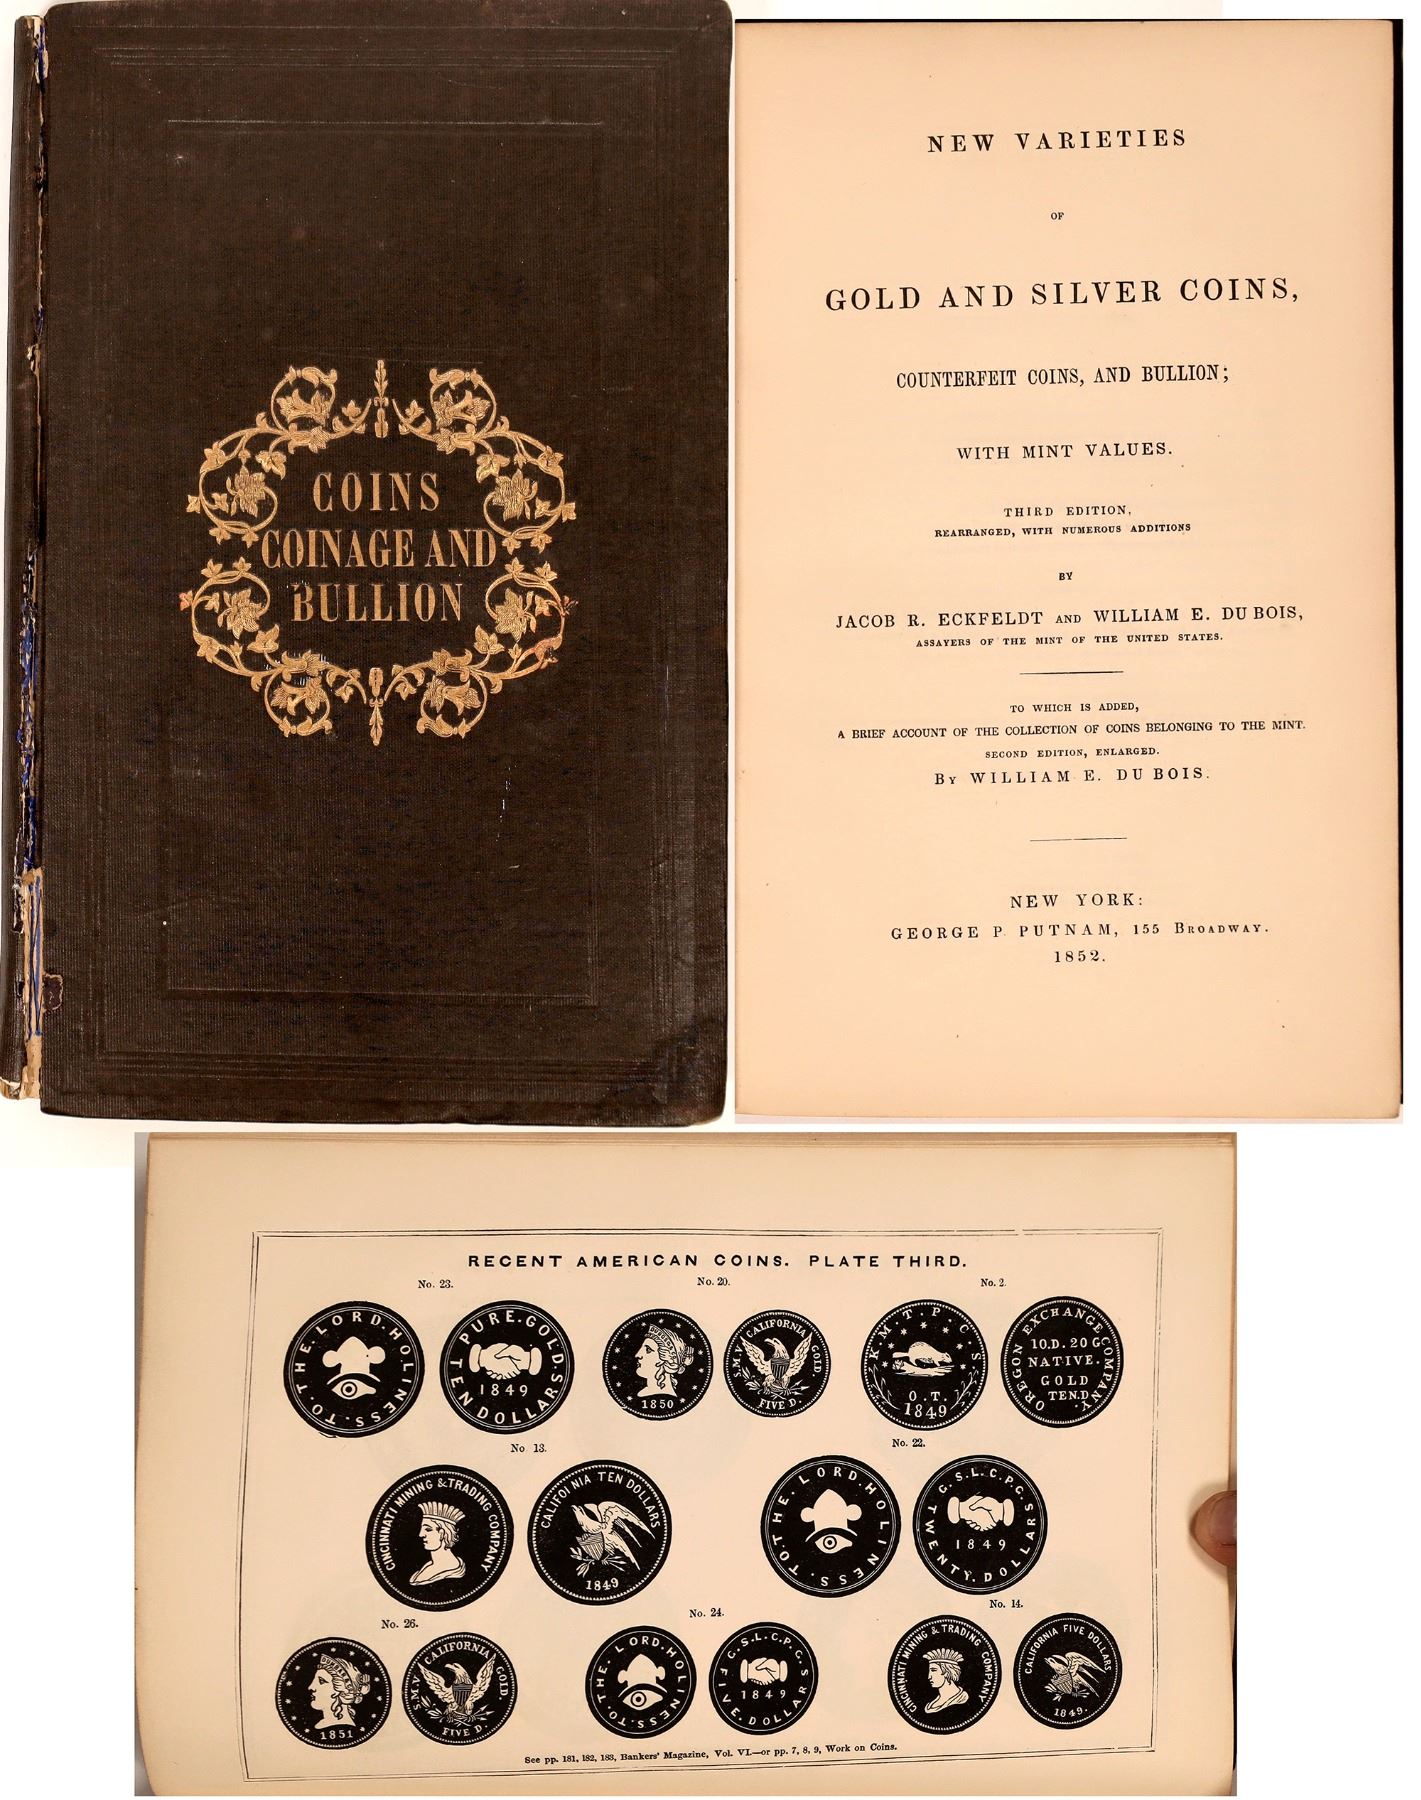 COINS
COINAGE AND
BULLION
NEW VARIETIES
OF
GOLD AND SILVER COINS,
COUNTERFEIT COINS, AND BULLION;
WITH MINT VALUES.
THIRD EDITION,
REARRANGED, WITH NUMEROUS ADDITIONS
BY
JACOB R. ECKFELDT AND WILLIAM E. DU BOIS,
ASSAYERS OF THE MINT OF THE UNITED STATES.
TO WHICH IS ADDED,
A BRIEF ACCOUNT OF THE COLLECTION OF COINS BELONGING TO THE MINT.
SECOND EDITION, ENLARGED.
BY WILLIAM E. DU BOIS.
NEW YORK:
GEORGE P. PUTNAM, 155 BROADWAY.
1852.
RECENT AMERICAN COINS. PLATE THIRD.
No. 23.
No. 20.
No. 2.
TO.THE.LORD.HOLINESS.
PURE.GOLD.
1849
TEN DOLLARS.
1850
CALIFORNIA
S.M.V.
GOLD.
FIVE D.
K.M.T.P.C.S
O.T.
1849
OREGON EXCHANGE COMPANY.
10.D. 20 G
NATIVE.
GOLD
TEN.D
No 13.
No. 22.
CINCINNATI MINING & TRADING COMPANY
CALIFOINIA TEN DOLLARS
1849
TO.THE.LORD.HOLINESS.
G.S.L.C.P.G.
1849
TWENTY.DOLLARS
No. 26.
No. 24.
No. 14.
1851
CALIFORNIA
S.M.V.
GOLD.
FIVE D.
TO.THE.LORD.HOLINESS.
G.S.L.C.P.G.
1849
FIVE.DOLLARS
CINCINNATI MINING & TRADING COMPANY
CALIFORNIA FIVE DOLLARS
1849.
See pp. 181, 182, 183, Bankers' Magazine, Vol. VI.—or pp. 7, 8, 9, Work on Coins.